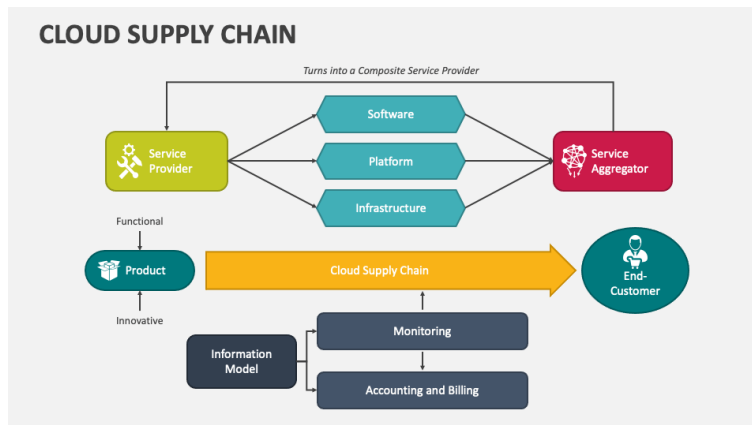 CLOUD SUPPLY CHAIN
Turns into a Composite Service Provider
Software
Service
Provider
Platform
Service
Aggregator
Infrastructure
Functional
Product
Cloud Supply Chain
End-
Customer
Innovative
Monitoring
Information
Model
Accounting and Billing